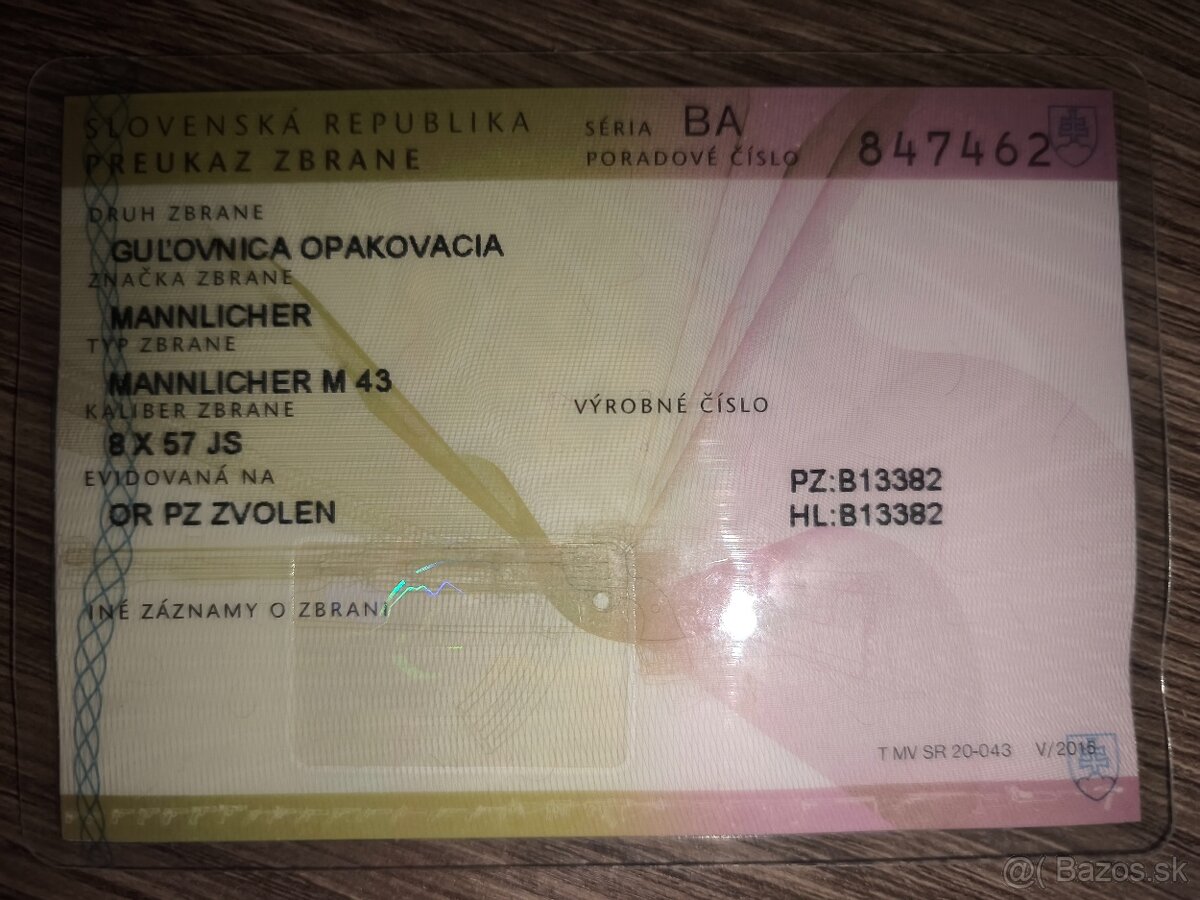 SLOVENSKÁ REPUBLIKA
PREUKAZ ZBRANE
SÉRIA BA
PORADOVÉ ČÍSLO 847462
DRUH ZBRANE
GUĽOVNICA OPAKOVACIA
ZNAČKA ZBRANE
MANNLICHER
TYP ZBRANE
MANNLICHER M 43
KALIBER ZBRANE
8 X 57 JS
EVIDOVANÁ NA
OR PZ ZVOLEN
VÝROBNÉ ČÍSLO
PZ:B13382
HL:B13382
INÉ ZÁZNAMY O ZBRANI
T MV SR 20-043 V/2015
@( Bazos.sk